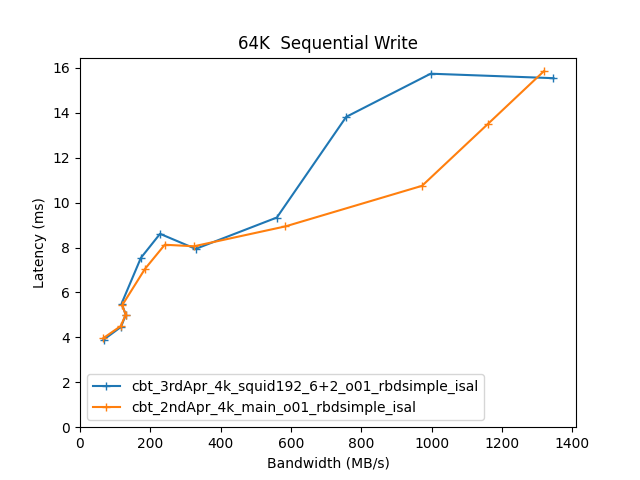 64K  Sequential Write
16
14
12
10
8
6
4
2
0
Latency (ms)
cbt_3rdApr_4k_squid192_6+2_o01_rbdsimple_isal
cbt_2ndApr_4k_main_o01_rbdsimple_isal
0 200 400 600 800 1000 1200 1400
Bandwidth (MB/s)